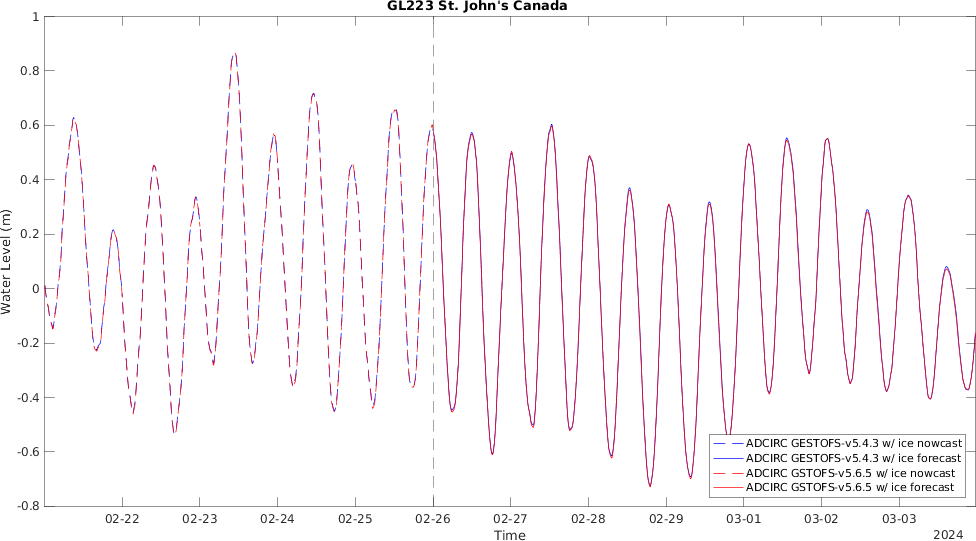 GL223 St. John's Canada
1
0.8
0.6
0.4
0.2
0
-0.2
-0.4
-0.6
-0.8
Water Level (m)
ADCIRC GESTOFS-v5.4.3 w/ ice nowcast
ADCIRC GESTOFS-v5.4.3 w/ ice forecast
ADCIRC GSTOFS-v5.6.5 w/ ice nowcast
ADCIRC GSTOFS-v5.6.5 w/ ice forecast
02-22 02-23 02-24 02-25 02-26 02-27 02-28 02-29 03-01 03-02 03-03
Time
2024